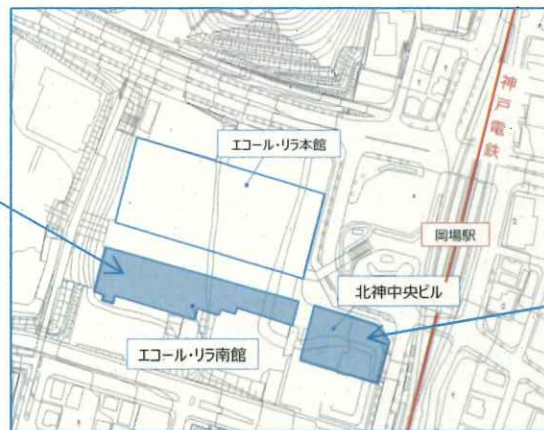 エコール・リラ本館
神戸電鉄
岡場駅
北神中央ビル
エコール・リラ南館